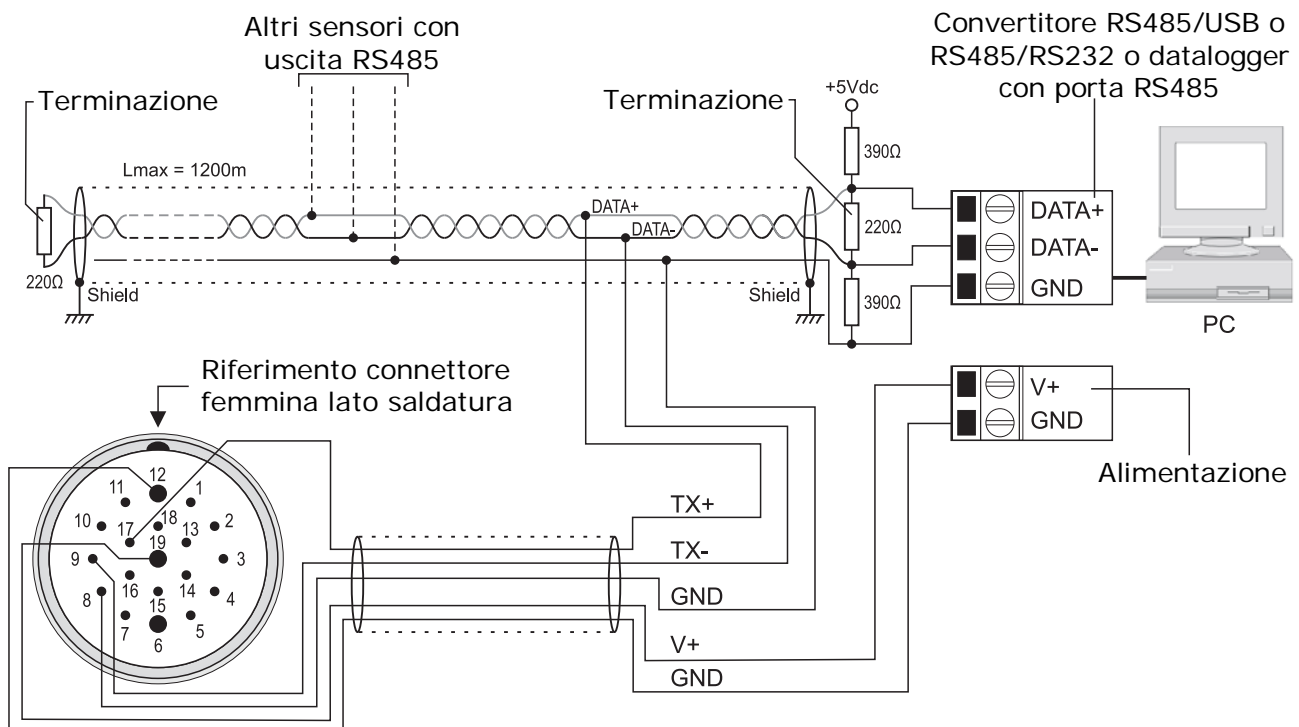 Altri sensori con
uscita RS485
Convertitore RS485/USB o
RS485/RS232 o datalogger
con porta RS485
Terminazione
Terminazione
+5Vdc
390Ω
Lmax = 1200m
DATA+
DATA-
220Ω
DATA+
DATA-
GND
220Ω
Shield
Shield
390Ω
PC
Riferimento connettore
femmina lato saldatura
V+
GND
Alimentazione
12
11
1
10
17
18
13
2
9
19
3
8
16
15
14
4
7
6
5
TX+
TX-
GND
V+
GND